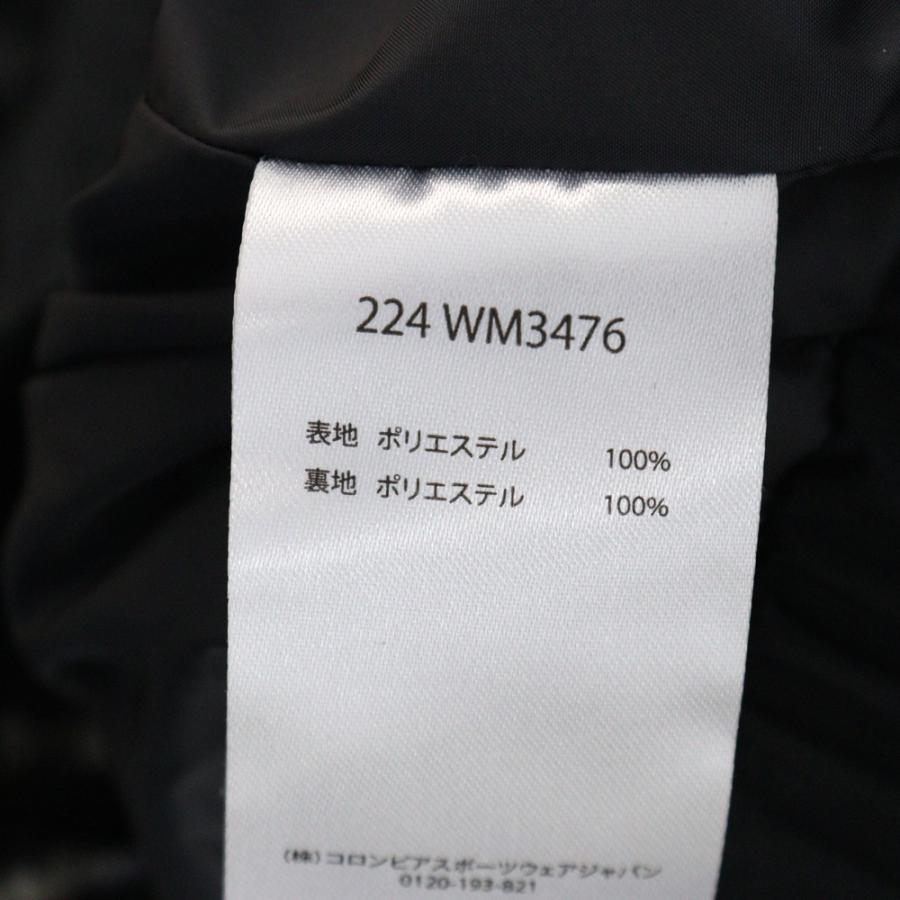 224 WM3476
表地 ポリエステル 100%
裏地 ポリエステル 100%
(株)コロンビアスポーツウェアジャパン
0120-193-821